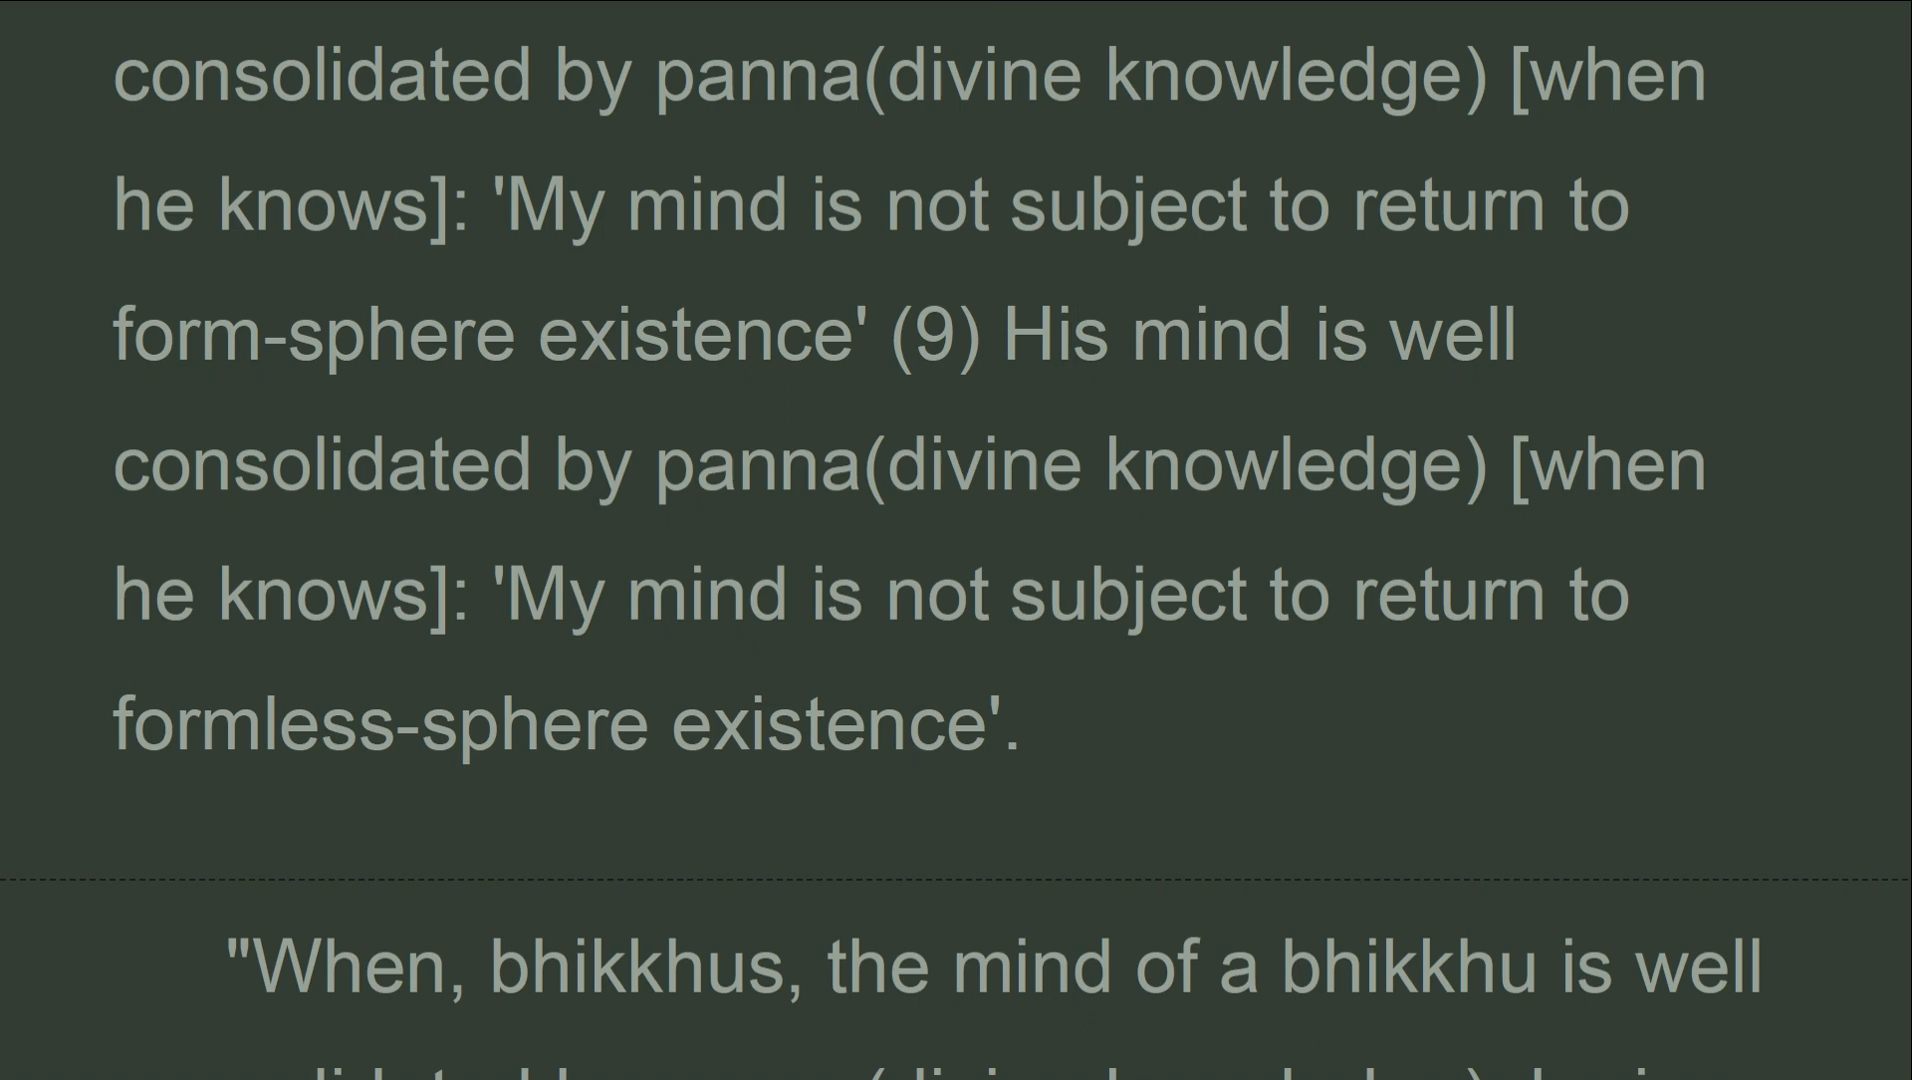 consolidated by panna(divine knowledge) [when
he knows]: 'My mind is not subject to return to
form-sphere existence' (9) His mind is well
consolidated by panna(divine knowledge) [when
he knows]: 'My mind is not subject to return to
formless-sphere existence'.
"When, bhikkhus, the mind of a bhikkhu is well